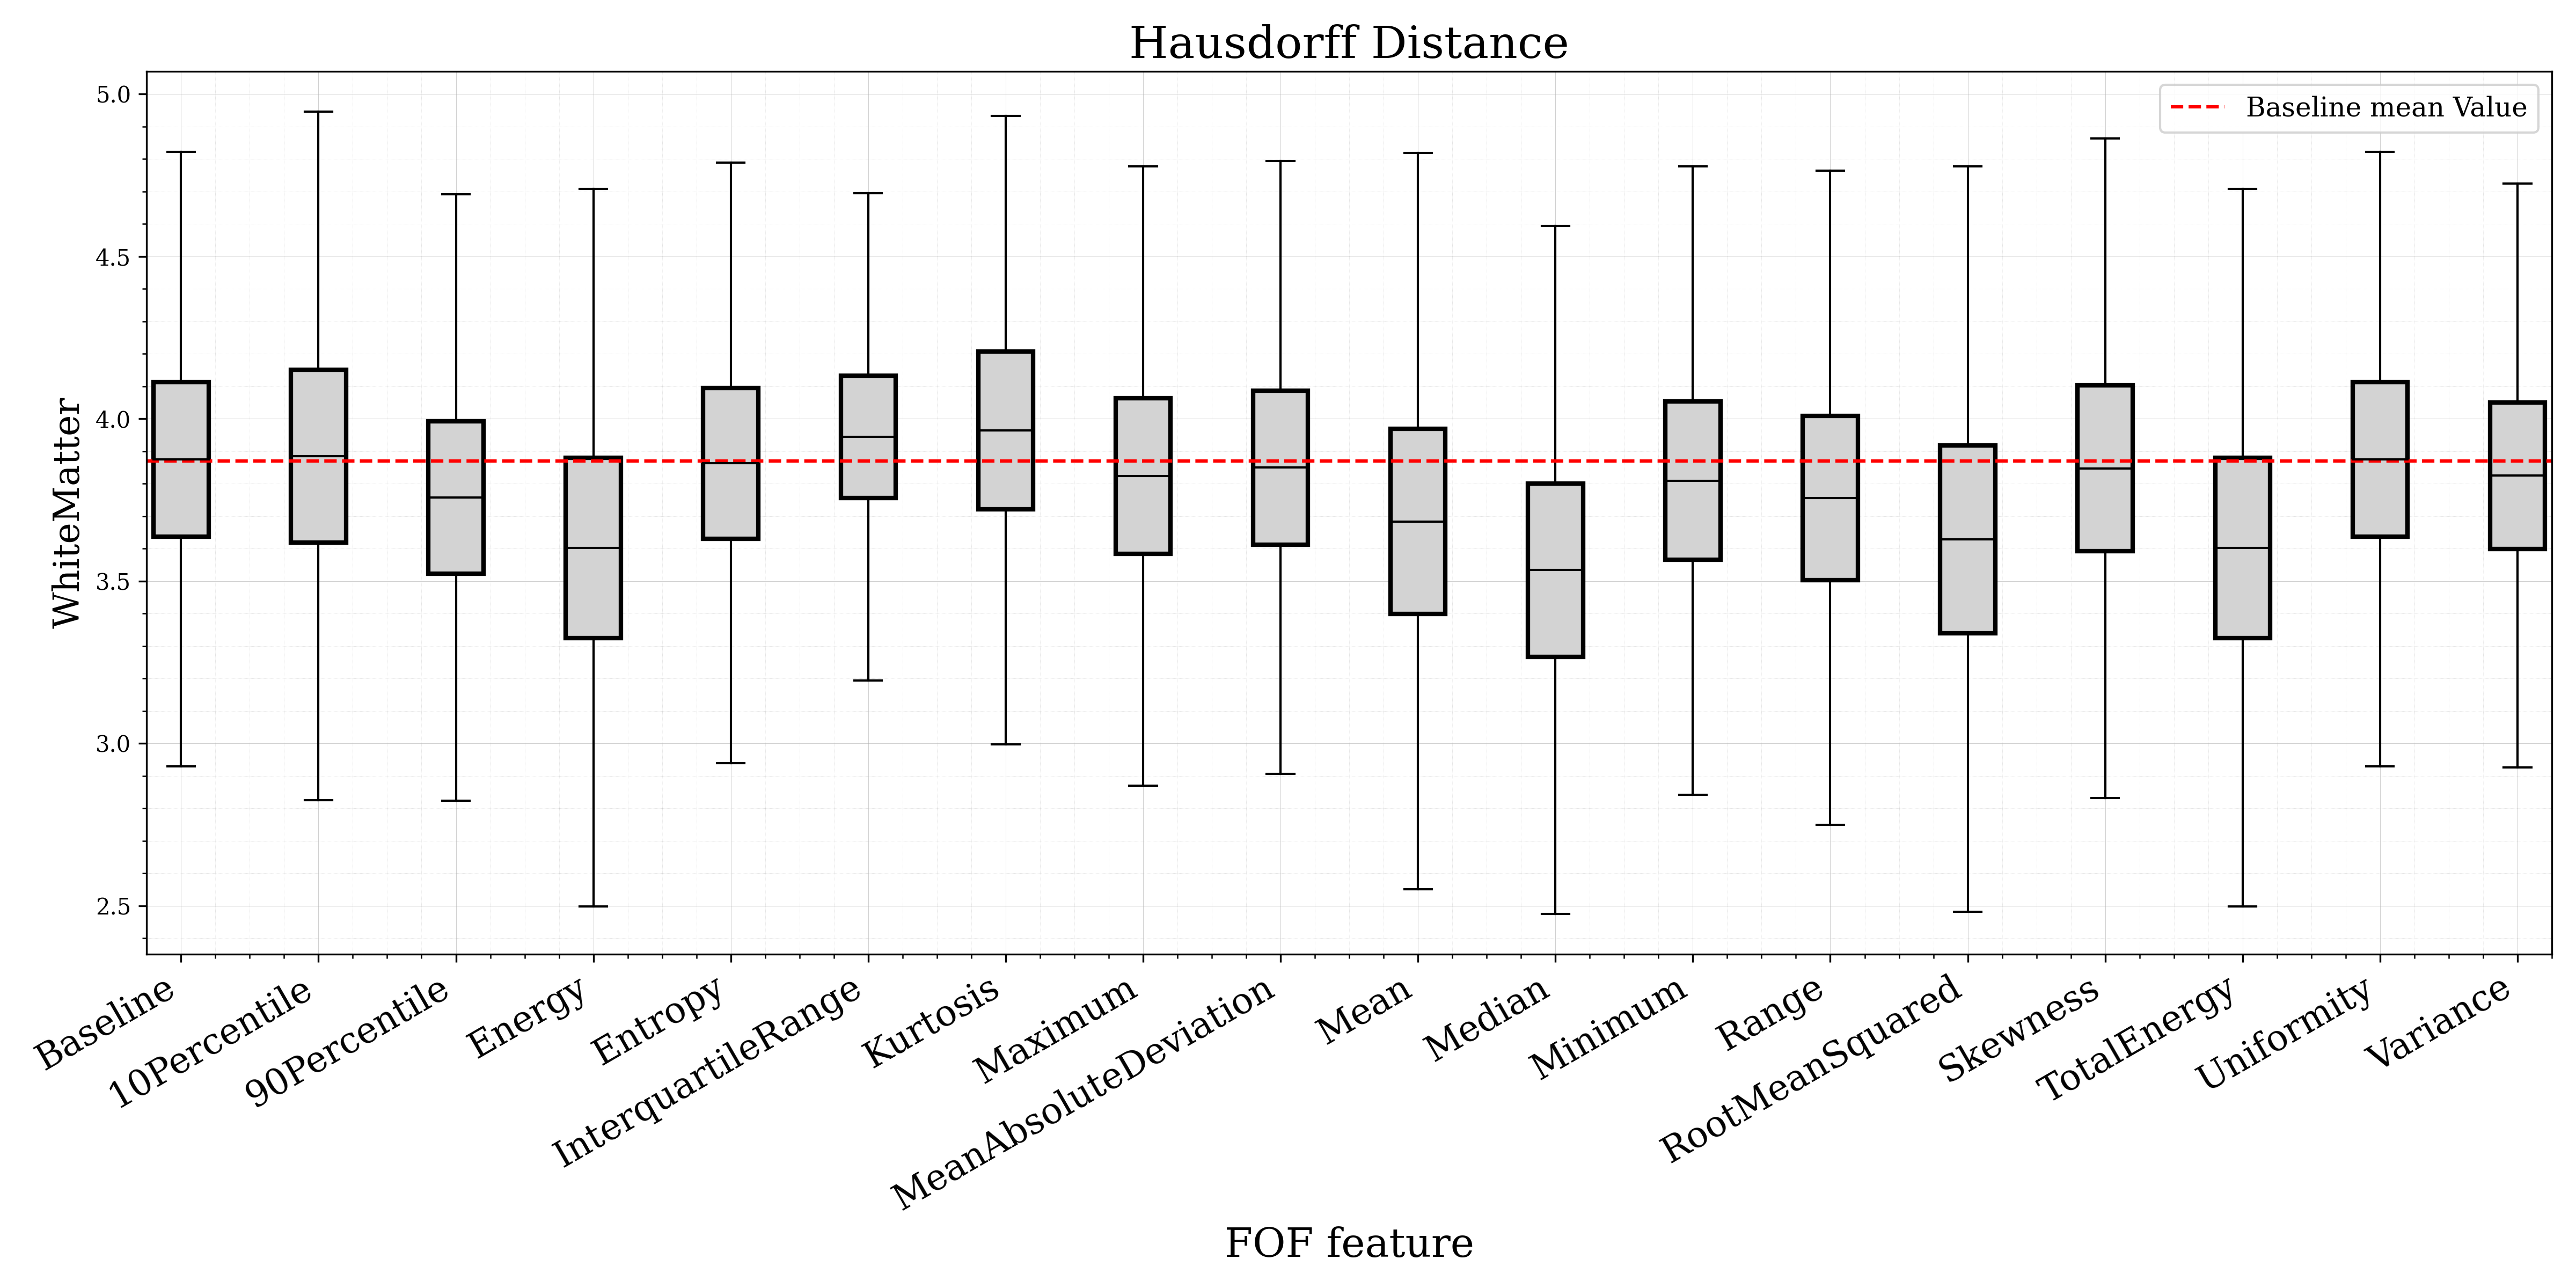 Hausdorff Distance
Baseline mean Value
5.0
4.5
4.0
3.5
3.0
2.5
WhiteMatter
Baseline
10Percentile
90Percentile
Energy
Entropy
InterquartileRange
Kurtosis
Maximum
MeanAbsoluteDeviation
Mean
Median
Minimum
Range
RootMeanSquared
Skewness
TotalEnergy
Uniformity
Variance
FOF feature